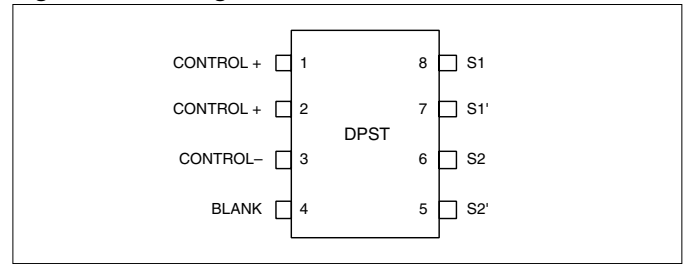 CONTROL + 1 8 S1
CONTROL + 2 7 S1'
DPST
CONTROL– 3 6 S2
BLANK 4 5 S2'